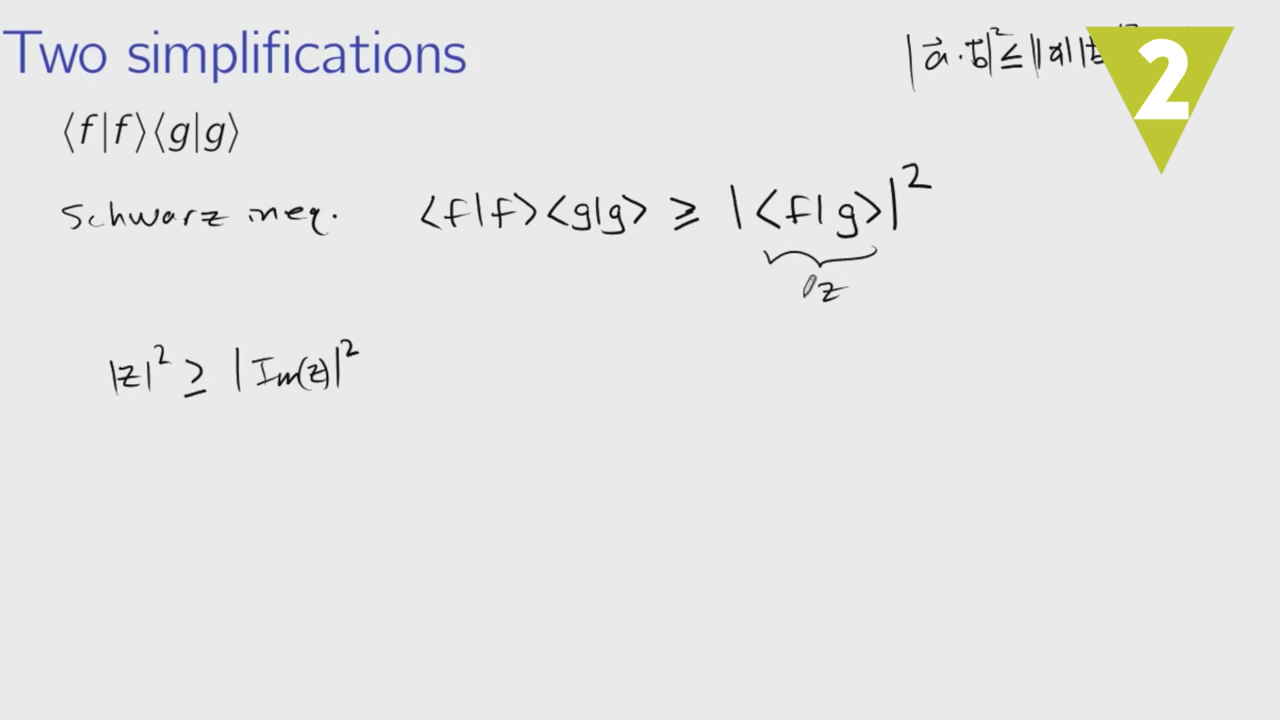 Two simplifications
|a⃗ · b⃗|² ≤ ||a||
2
⟨f|f⟩⟨g|g⟩
Schwarz ineq. <f|f><g|g> ≥ |<f|g>|²
z
|z|² ≥ |Im(z)|²